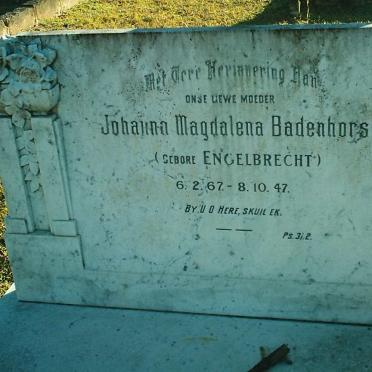 Met Tere Herinnering Aan
ONSE LIEWE MOEDER
Johanna Magdalena Badenhors
(GEBORE ENGELBRECHT)
6.2.67.- 8.10.47.
BY U O HERE, SKUIL EK.
Ps. 31.2.